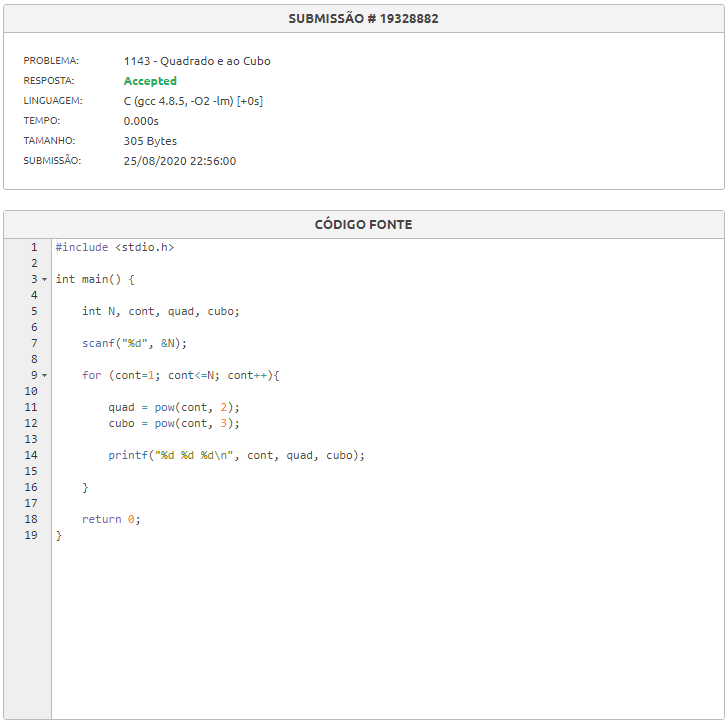 SUBMISSÃO # 19328882
PROBLEMA: 1143 - Quadrado e ao Cubo
RESPOSTA: Accepted
LINGUAGEM: C (gcc 4.8.5, -O2 -lm) [+0s]
TEMPO: 0.000s
TAMANHO: 305 Bytes
SUBMISSÃO: 25/08/2020 22:56:00
CÓDIGO FONTE
1 #include <stdio.h>
2
3 int main() {
4
5 int N, cont, quad, cubo;
6
7 scanf("%d", &N);
8
9 for (cont=1; cont<=N; cont++){
10
11 quad = pow(cont, 2);
12 cubo = pow(cont, 3);
13
14 printf("%d %d %d\n", cont, quad, cubo);
15
16 }
17
18 return 0;
19 }